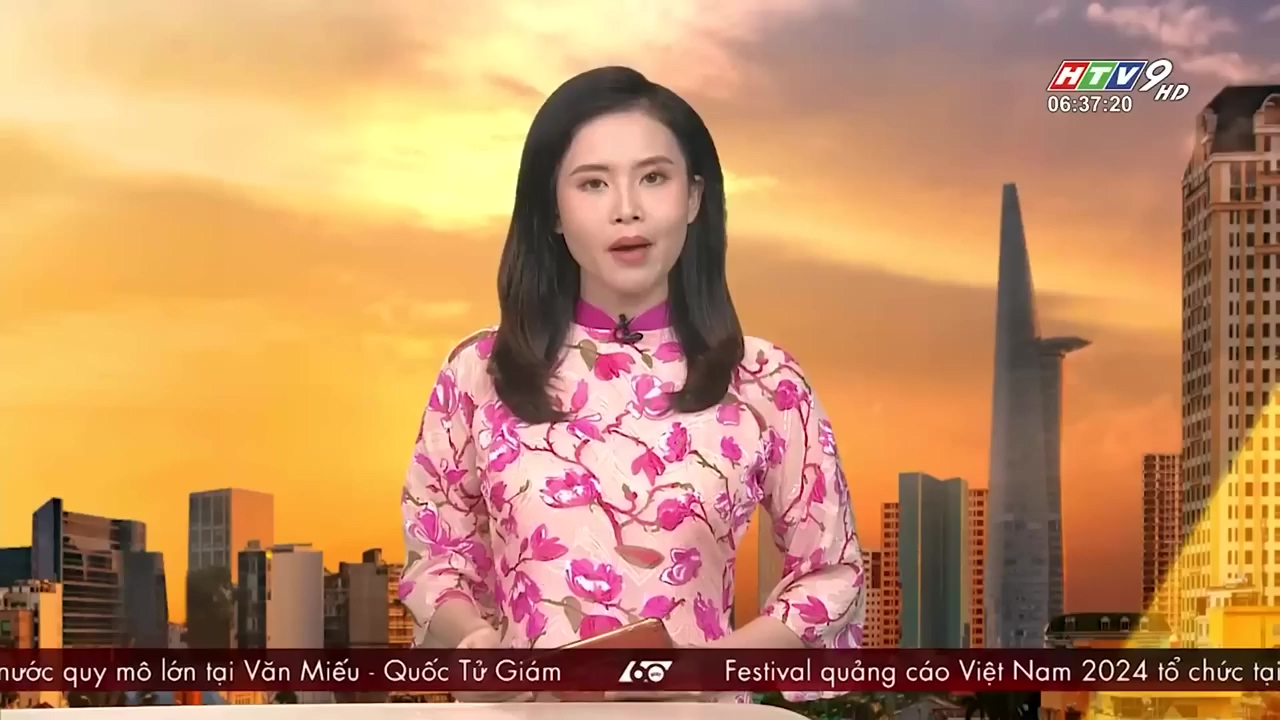 HTV9 HD
06:37:20
nước quy mô lớn tại Văn Miếu - Quốc Tử Giám 60 Festival quảng cáo Việt Nam 2024 tổ chức tại